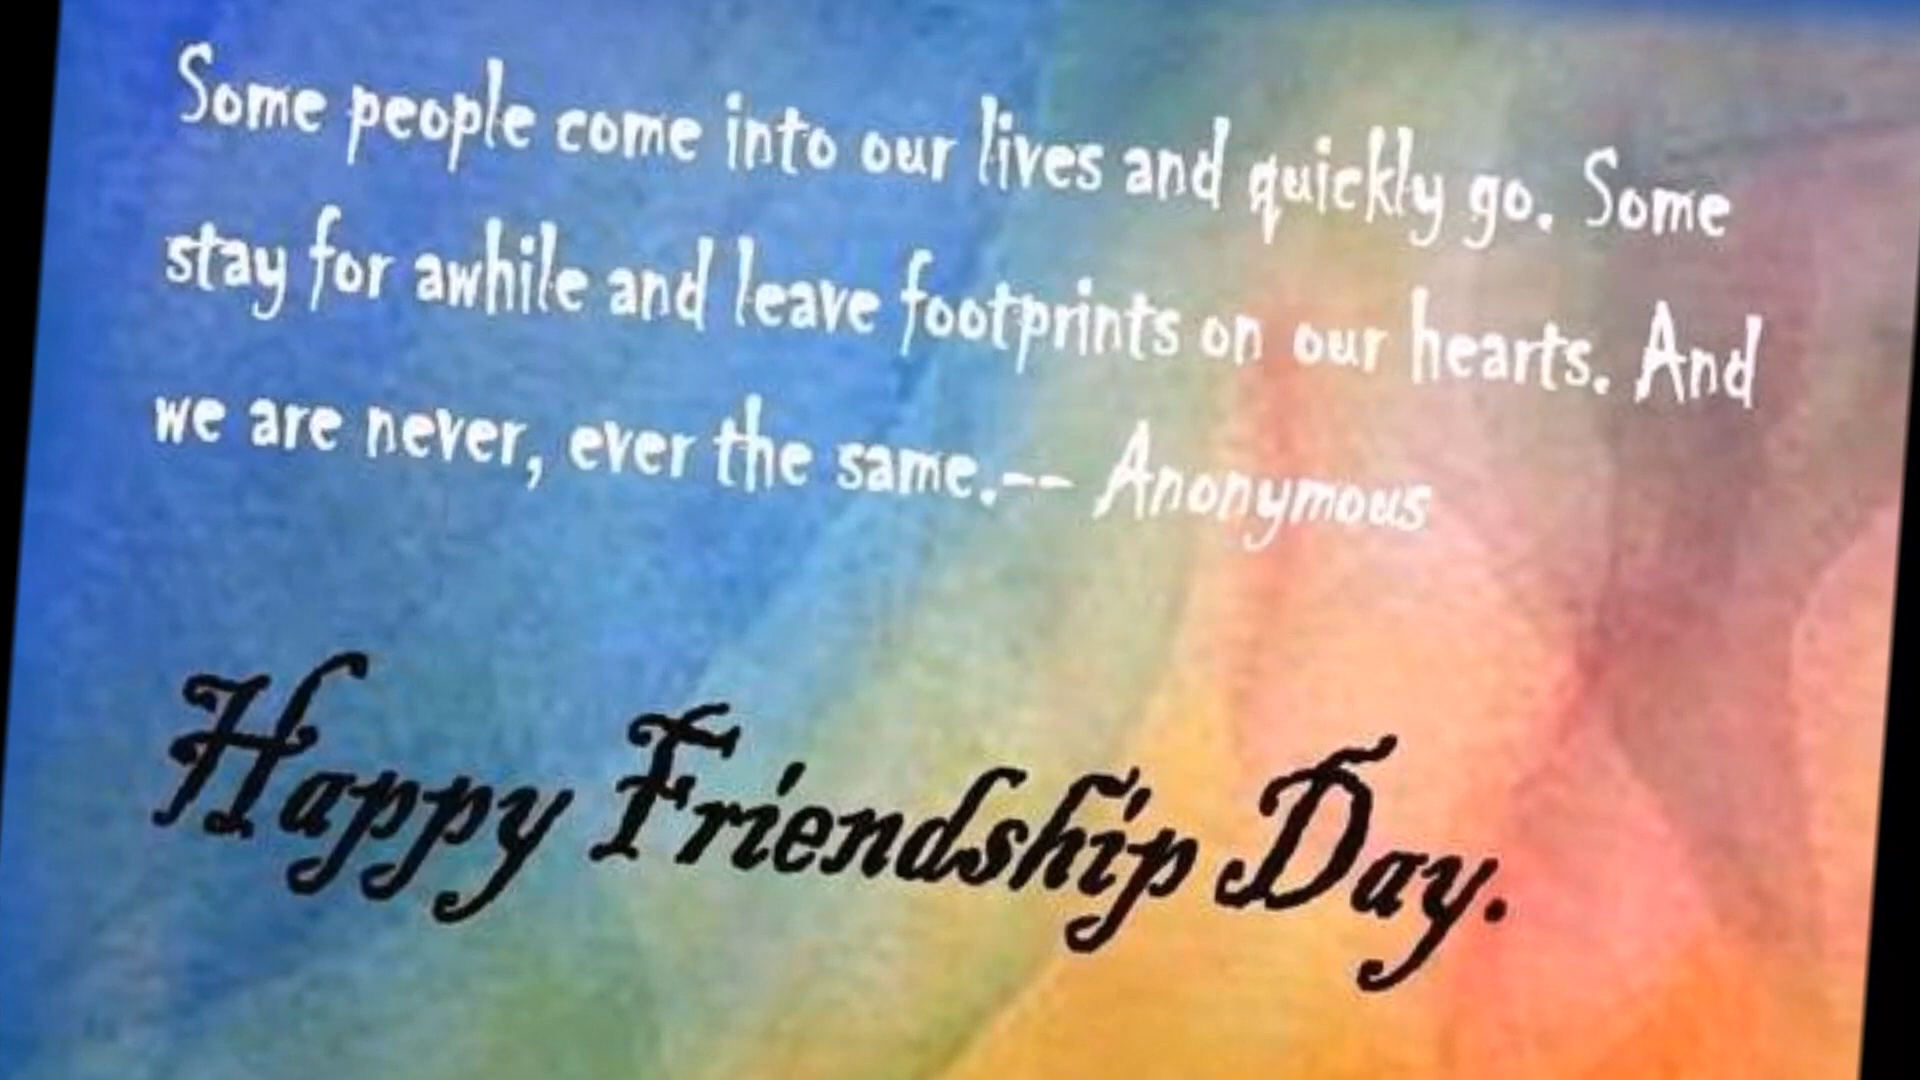 Some people come into our lives and quickly go. Some
stay for awhile and leave footprints on our hearts. And
we are never, ever the same.-- Anonymous
Happy Friendship Day.